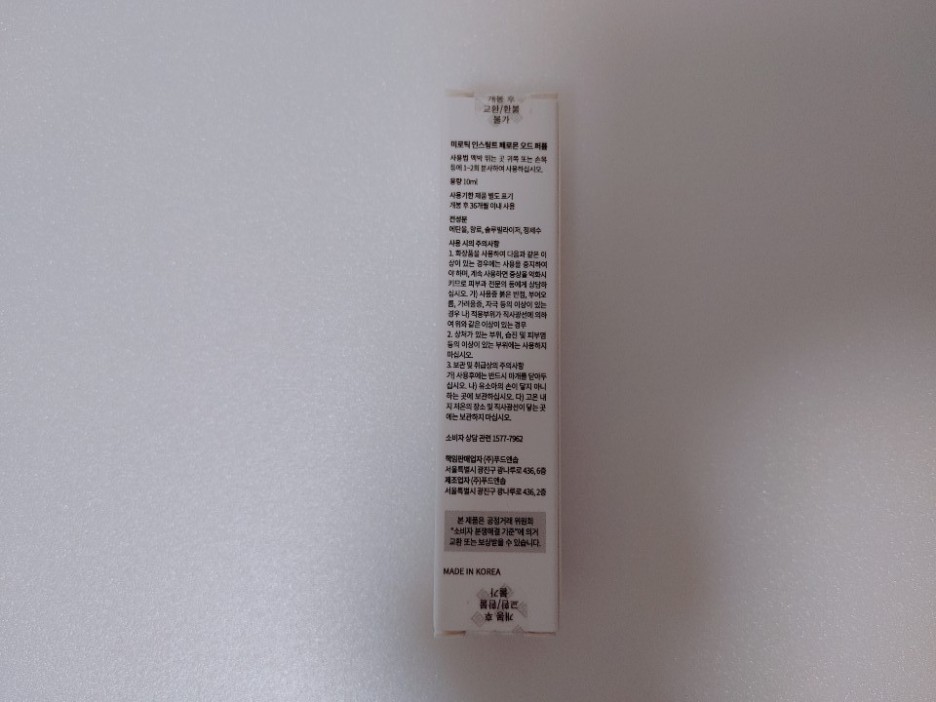 개봉 후
교환/환불
불가
인스팅트 페로몬 오드 퍼퓸
사용법 맥박 뛰는 곳 귀쪽 또는 손목
등에 1~2회 분사하여 사용하십시오.
용량 10ml
사용기한 제품 별도 표기
개봉 후 36개월 이내 사용
전성분
에탄올, 향료, 솔루빌라이저, 정제수
사용 시의 주의사항
1. 화장품을 사용하여 다음과 같은 이
상이 있는 경우에는 사용을 중지하여
야 하며, 계속 사용하면 증상을 악화시
키므로 피부과 전문의 등에게 상담하
십시오. 가) 사용중 붉은 반점, 부어오
름, 가려움증, 자극 등의 이상이 있는
경우 나) 적용부위가 직사광선에 의하
여 위와 같은 이상이 있는 경우
2. 상처가 있는 부위, 습진 및 피부염
등의 이상이 있는 부위에는 사용하지
마십시오.
3. 보관 및 취급상의 주의사항
가) 사용후에는 반드시 마개를 닫아두
십시오. 나) 유소아의 손이 닿지 아니
하는 곳에 보관하십시오. 다) 고온 내
지 저온의 장소 및 직사광선이 닿는 곳
에는 보관하지 마십시오.
소비자 상담 관련 1577-7962
책임판매업자 (주)푸드앤솝
서울특별시 광진구 광나루로 436, 6층
제조업자 (주)푸드앤솝
서울특별시 광진구 광나루로 436, 2층
본 제품은 공정거래 위원회
"소비자 분쟁해결 기준"에 의거
교환 또는 보상받을 수 있습니다.
MADE IN KOREA
개봉 후
교환/환불
불가